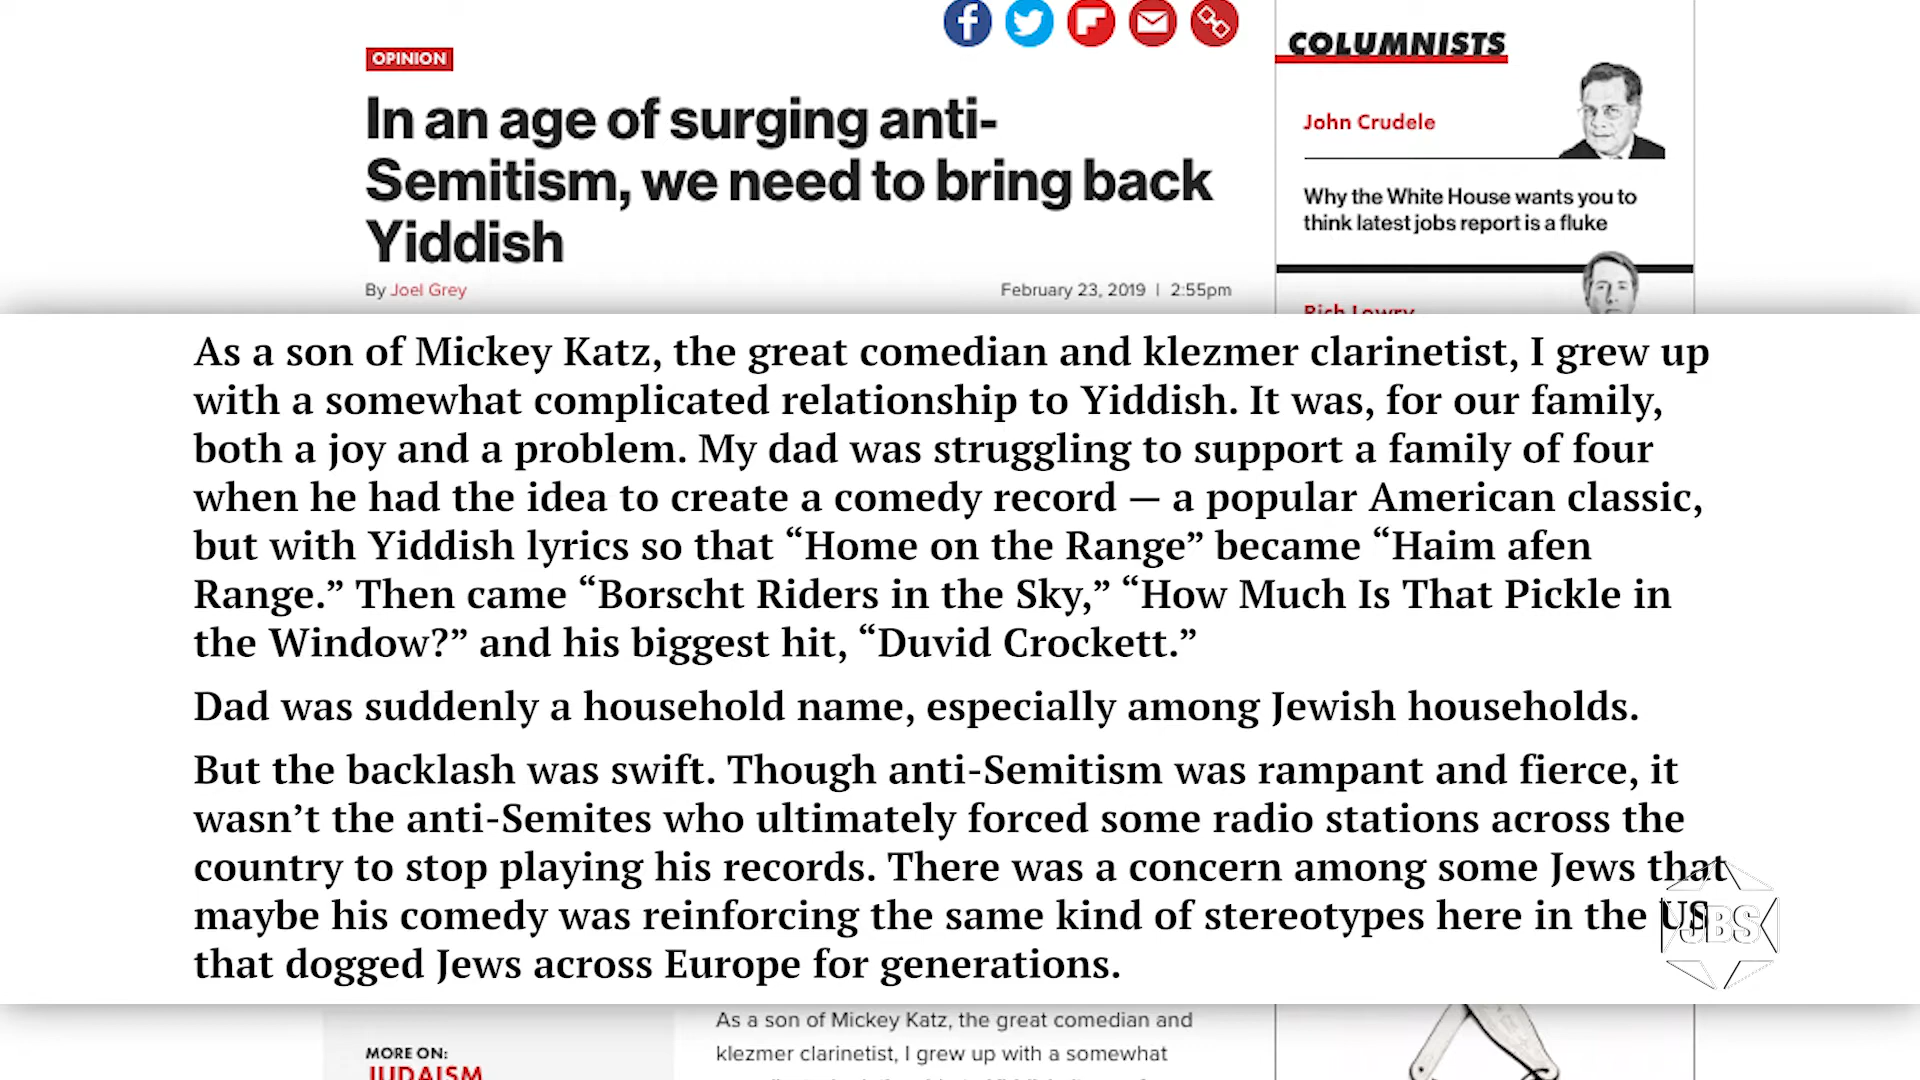 OPINION
In an age of surging anti-
Semitism, we need to bring back
Yiddish
By Joel Grey
February 23, 2019 | 2:55pm
COLUMNISTS
John Crudele
Why the White House wants you to
think latest jobs report is a fluke
Rich Lowry
As a son of Mickey Katz, the great comedian and klezmer clarinetist, I grew up
with a somewhat complicated relationship to Yiddish. It was, for our family,
both a joy and a problem. My dad was struggling to support a family of four
when he had the idea to create a comedy record — a popular American classic,
but with Yiddish lyrics so that “Home on the Range” became “Haim afen
Range.” Then came “Borscht Riders in the Sky,” “How Much Is That Pickle in
the Window?” and his biggest hit, “Duvid Crockett.”
Dad was suddenly a household name, especially among Jewish households.
But the backlash was swift. Though anti-Semitism was rampant and fierce, it
wasn’t the anti-Semites who ultimately forced some radio stations across the
country to stop playing his records. There was a concern among some Jews that
maybe his comedy was reinforcing the same kind of stereotypes here in the US
that dogged Jews across Europe for generations.
JBS
MORE ON:
JUDAISM
As a son of Mickey Katz, the great comedian and
klezmer clarinetist, I grew up with a somewhat